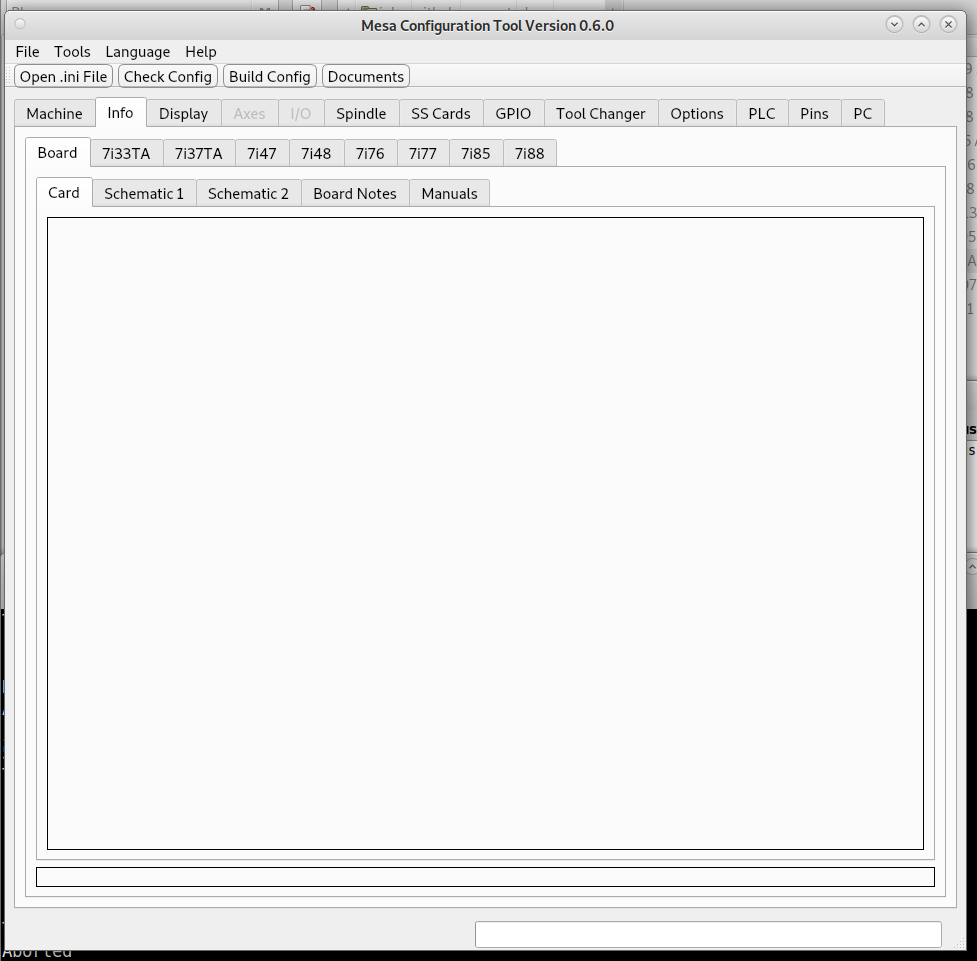 Mesa Configuration Tool Version 0.6.0
File Tools Language Help
Open .ini File Check Config Build Config Documents
Machine Info Display Axes I/O Spindle SS Cards GPIO Tool Changer Options PLC Pins PC
Board 7i33TA 7i37TA 7i47 7i48 7i76 7i77 7i85 7i88
Card Schematic 1 Schematic 2 Board Notes Manuals
Aborted